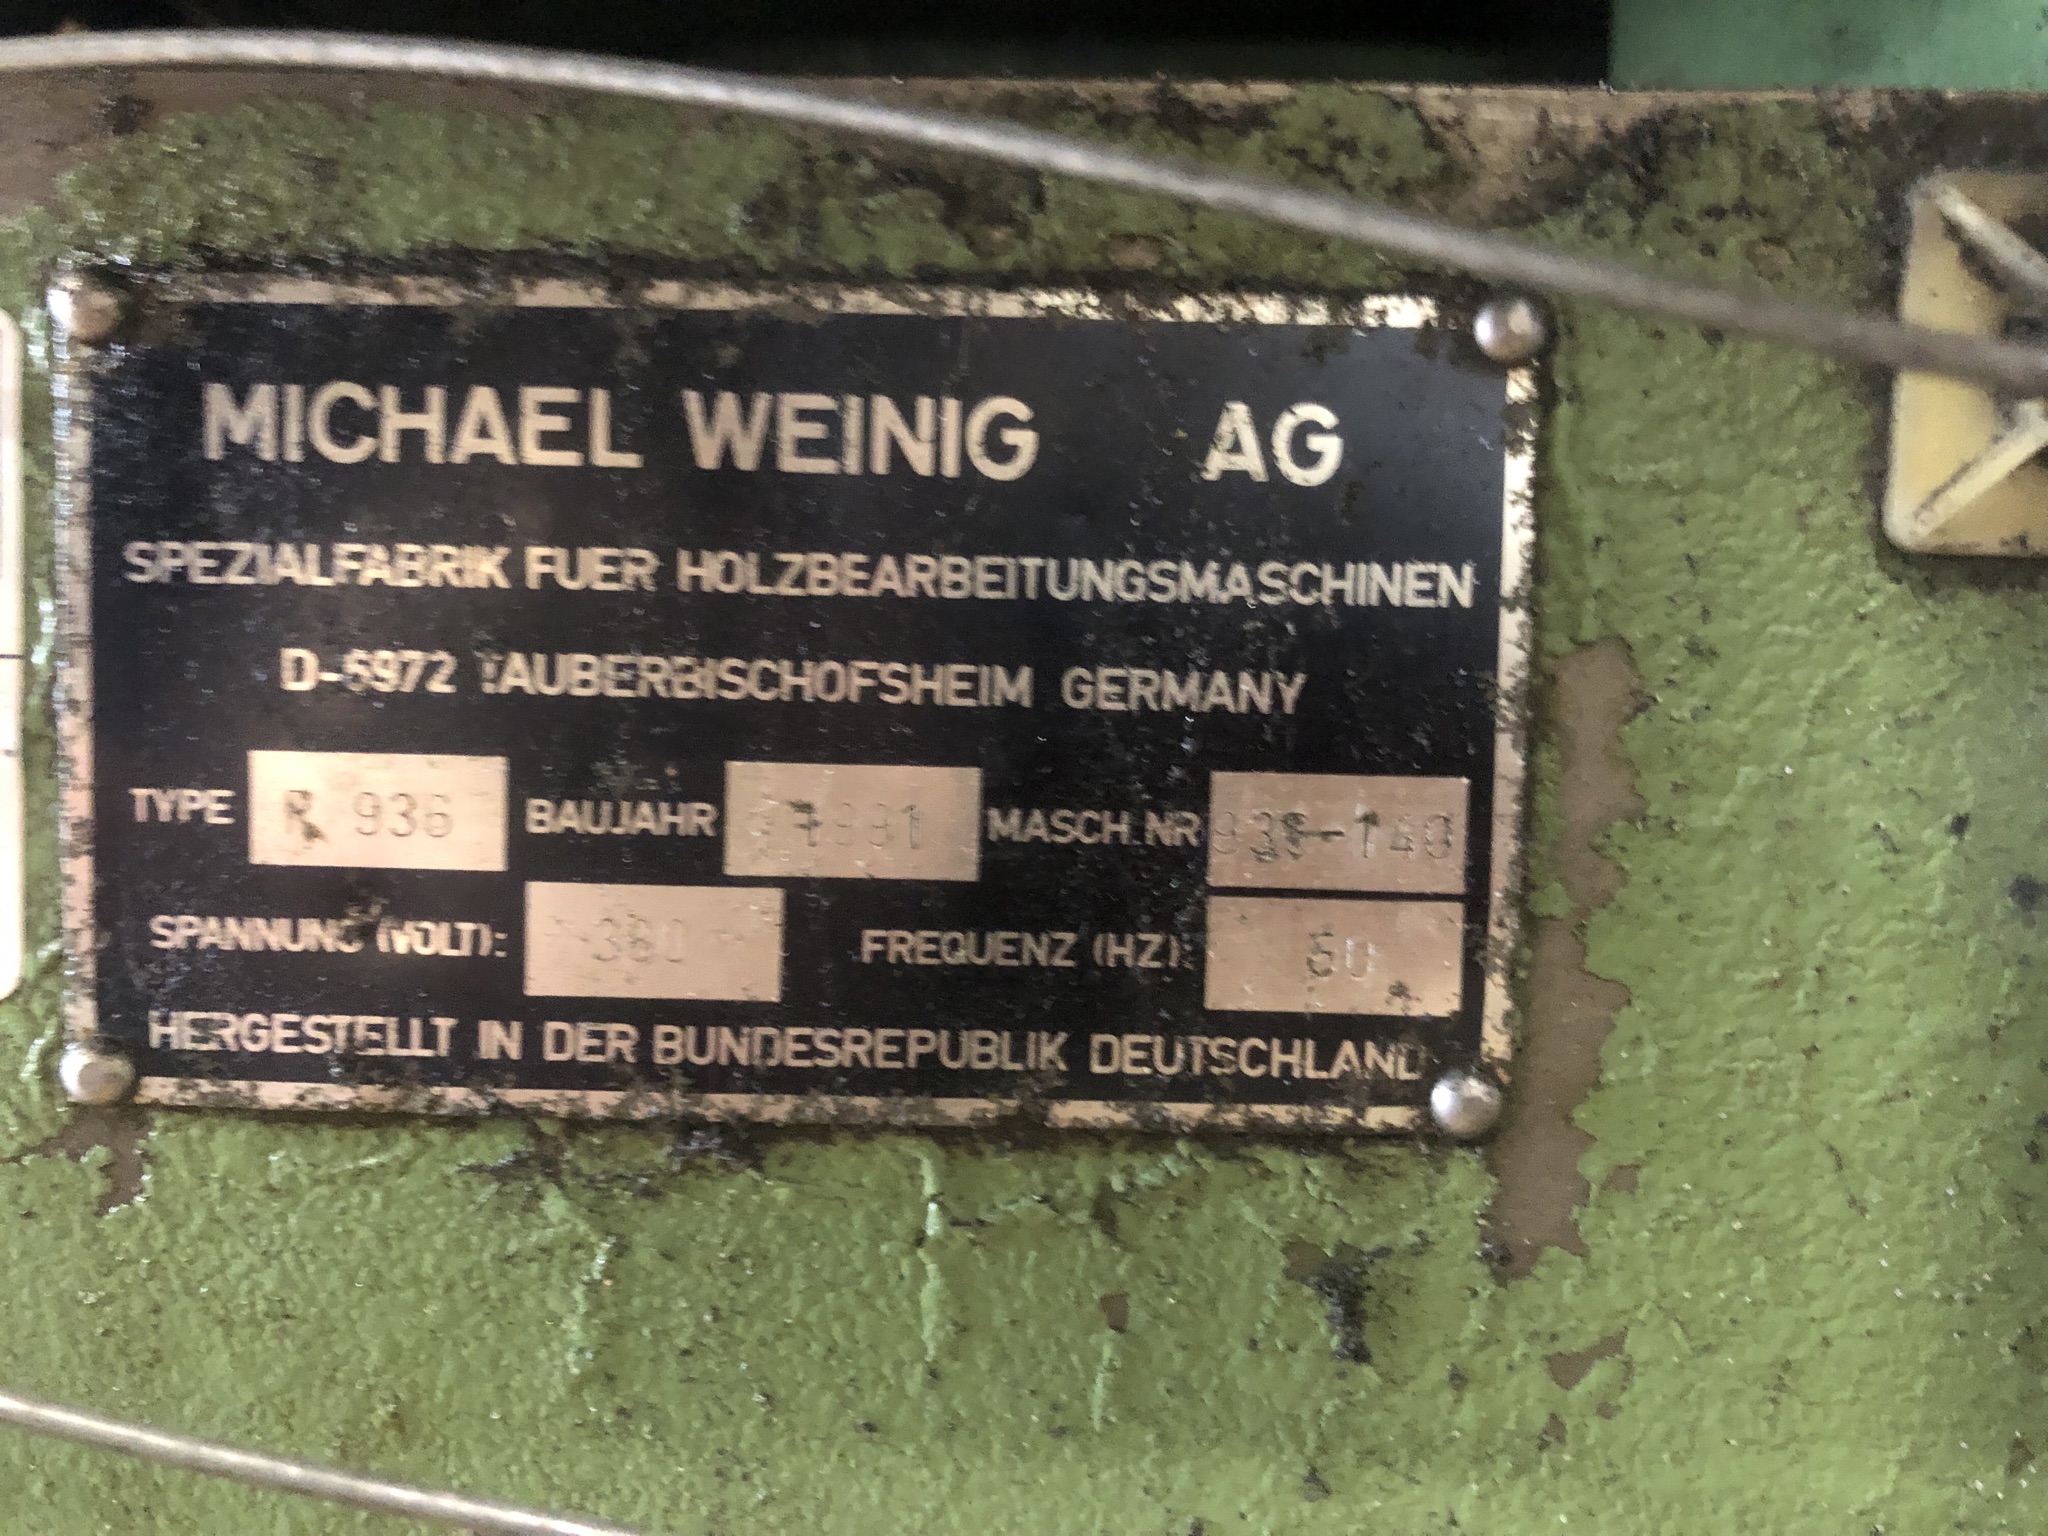 MICHAEL WEINIG AG
SPEZIALFABRIK FUER HOLZBEARBEITUNGSMASCHINEN
D-6972 TAUBERBISCHOFSHEIM GERMANY
TYPE R 936 BAUJAHR MASCH.NR
SPANNUNG (VOLT): 380 FREQUENZ (HZ):
HERGESTELLT IN DER BUNDESREPUBLIK DEUTSCHLAND